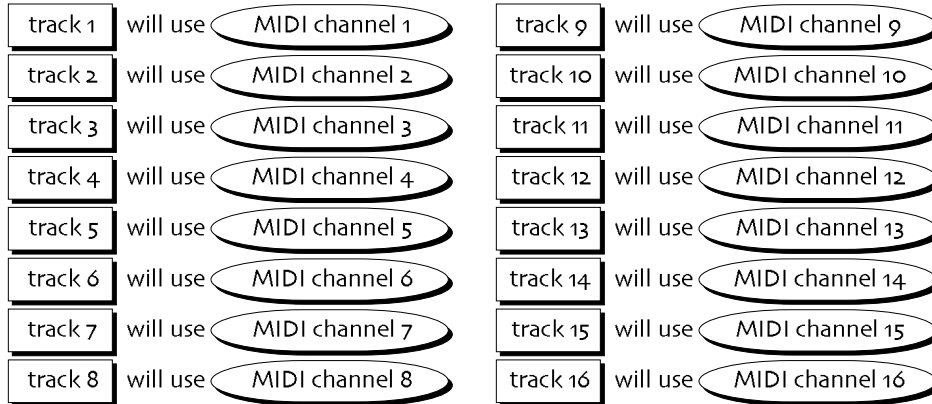 track 1 will use MIDI channel 1
track 2 will use MIDI channel 2
track 3 will use MIDI channel 3
track 4 will use MIDI channel 4
track 5 will use MIDI channel 5
track 6 will use MIDI channel 6
track 7 will use MIDI channel 7
track 8 will use MIDI channel 8
track 9 will use MIDI channel 9
track 10 will use MIDI channel 10
track 11 will use MIDI channel 11
track 12 will use MIDI channel 12
track 13 will use MIDI channel 13
track 14 will use MIDI channel 14
track 15 will use MIDI channel 15
track 16 will use MIDI channel 16